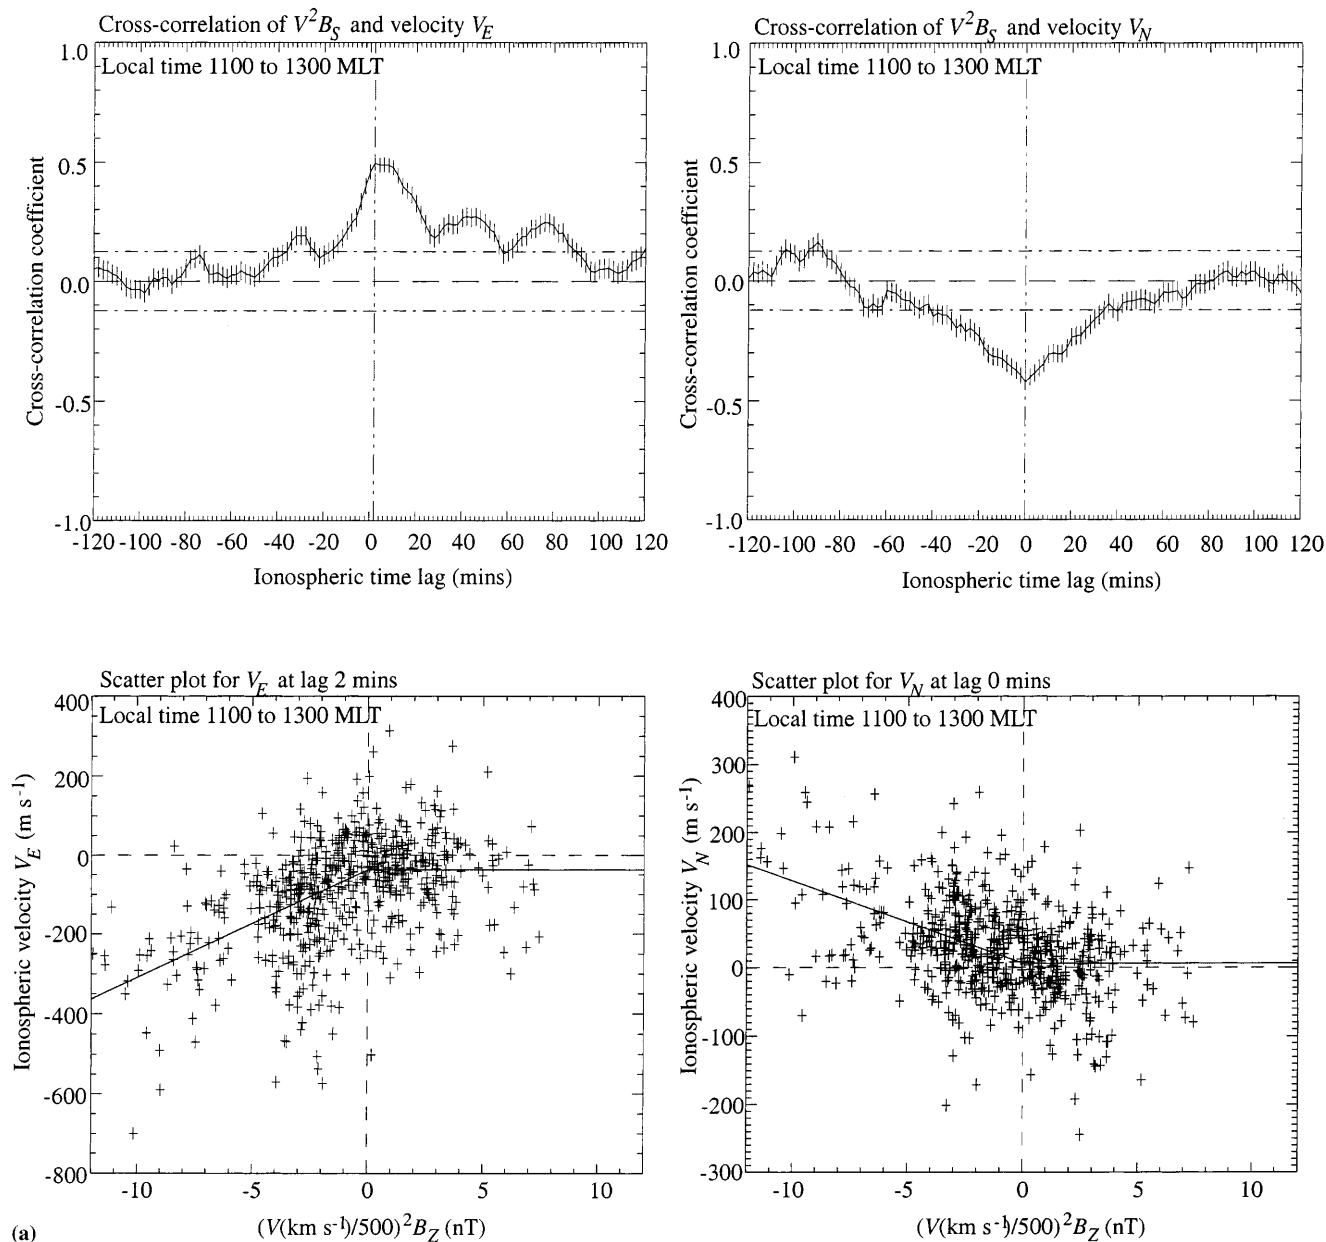 Cross-correlation of V²B_S and velocity V_E
Local time 1100 to 1300 MLT
1.0
0.5
0.0
-0.5
-1.0
Cross-correlation coefficient
-120 -100 -80 -60 -40 -20 0 20 40 60 80 100 120
Ionospheric time lag (mins)
Cross-correlation of V²B_S and velocity V_N
Local time 1100 to 1300 MLT
1.0
0.5
0.0
-0.5
-1.0
Cross-correlation coefficient
-120 -100 -80 -60 -40 -20 0 20 40 60 80 100 120
Ionospheric time lag (mins)
Scatter plot for V_E at lag 2 mins
Local time 1100 to 1300 MLT
400
200
0
-200
-400
-600
-800
Ionospheric velocity V_E (m s⁻¹)
-10 -5 0 5 10
(V(km s⁻¹)/500)²B_Z (nT)
Scatter plot for V_N at lag 0 mins
Local time 1100 to 1300 MLT
400
300
200
100
0
-100
-200
-300
Ionospheric velocity V_N (m s⁻¹)
-10 -5 0 5 10
(V(km s⁻¹)/500)²B_Z (nT)
(a)